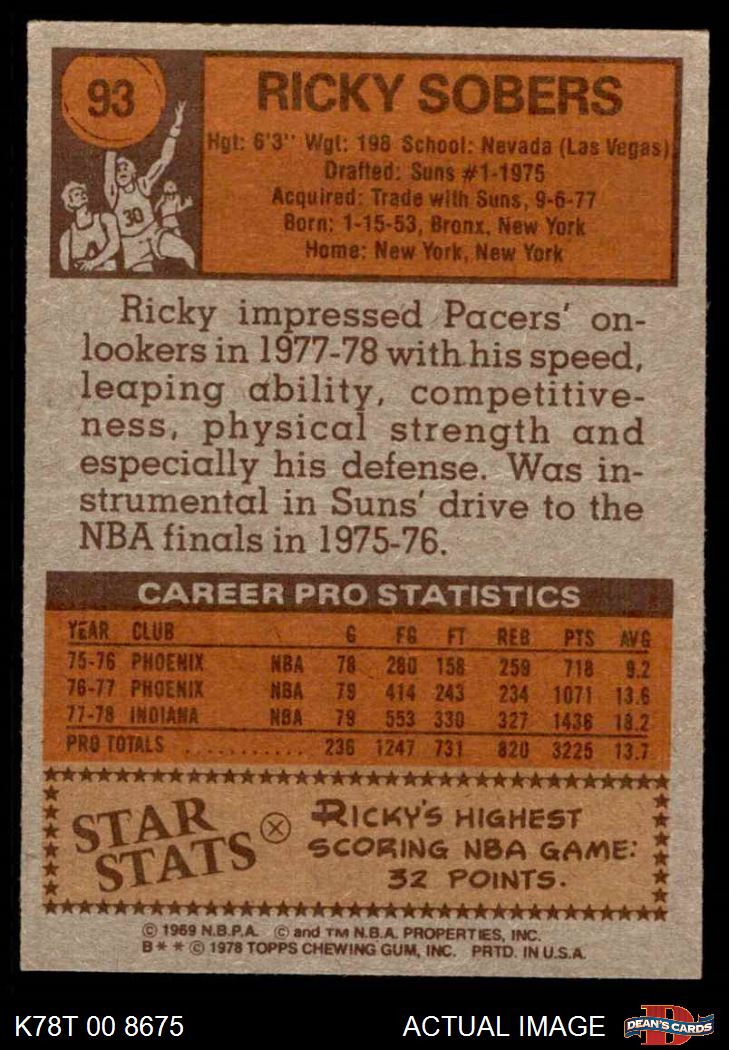 93
RICKY SOBERS
Hgt: 6'3" Wgt: 198 School: Nevada (Las Vegas)
Drafted: Suns #1-1975
Acquired: Trade with Suns, 9-6-77
Born: 1-15-53, Bronx, New York
Home: New York, New York
30
Ricky impressed Pacers' on-
lookers in 1977-78 with his speed,
leaping ability, competitive-
ness, physical strength and
especially his defense. Was in-
strumental in Suns' drive to the
NBA finals in 1975-76.
CAREER PRO STATISTICS
YEAR CLUB G FG FT REB PTS AVG
75-76 PHOENIX NBA 78 280 158 259 718 9.2
76-77 PHOENIX NBA 79 414 243 234 1071 13.6
77-78 INDIANA NBA 79 553 330 327 1436 18.2
PRO TOTALS ........... 236 1247 731 820 3225 13.7
STAR
STATS
RICKY'S HIGHEST
SCORING NBA GAME:
32 POINTS.
© 1969 N.B.P.A. © and TM N.B.A. PROPERTIES, INC.
B* * © 1978 TOPPS CHEWING GUM, INC. PRTD. IN U.S.A.
K78T 00 8675
ACTUAL IMAGE
D
DEAN'S CARDS